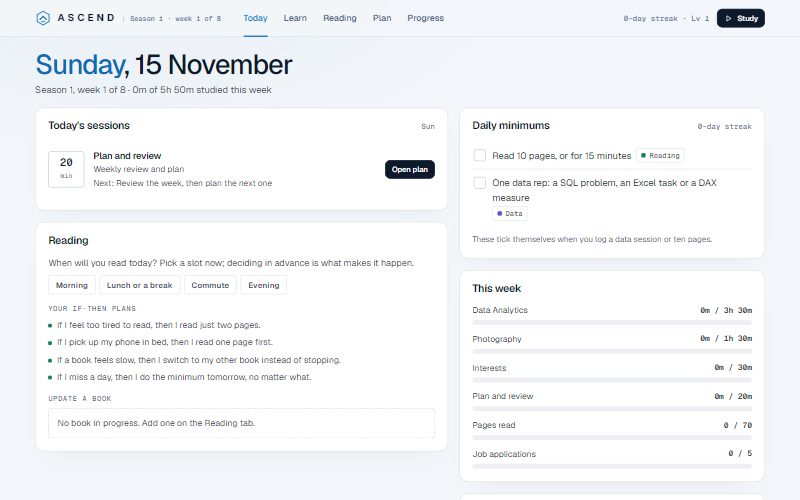 ASCEND
Season 1 · week 1 of 8
Today
Learn
Reading
Plan
Progress
0-day streak · Lv 1
Study
Sunday, 15 November
Season 1, week 1 of 8 · 0m of 5h 50m studied this week
Today's sessions
Sun
20
min
Plan and review
Weekly review and plan
Next: Review the week, then plan the next one
Open plan
Reading
When will you read today? Pick a slot now; deciding in advance is what makes it happen.
Morning
Lunch or a break
Commute
Evening
YOUR IF-THEN PLANS
If I feel too tired to read, then I read just two pages.
If I pick up my phone in bed, then I read one page first.
If a book feels slow, then I switch to my other book instead of stopping.
If I miss a day, then I do the minimum tomorrow, no matter what.
UPDATE A BOOK
No book in progress. Add one on the Reading tab.
Daily minimums
0-day streak
Read 10 pages, or for 15 minutes
Reading
One data rep: a SQL problem, an Excel task or a DAX
measure
Data
These tick themselves when you log a data session or ten pages.
This week
Data Analytics
0m / 3h 30m
Photography
0m / 1h 30m
Interests
0m / 30m
Plan and review
0m / 20m
Pages read
0 / 70
Job applications
0 / 5